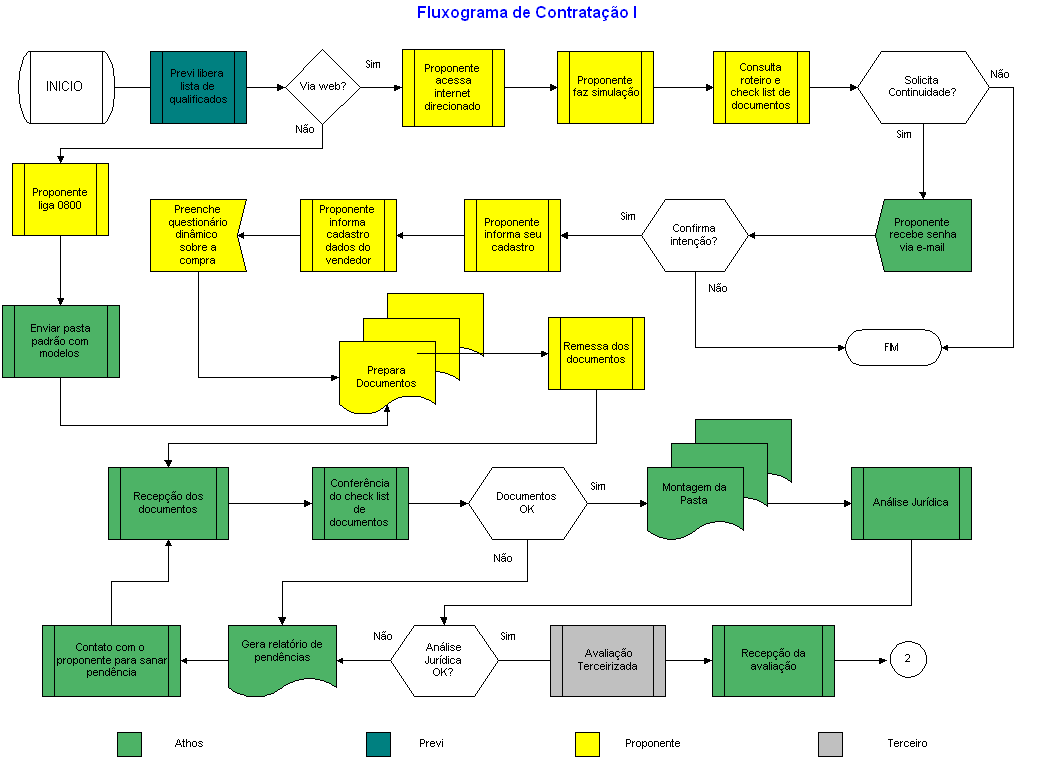 Fluxograma de Contratação I
INICIO
Previ libera
lista de
qualificados
Via web?
Sim
Não
Proponente
acessa
internet
direcionado
Proponente
faz simulação
Consulta
roteiro e
check list de
documentos
Solicita
Continuidade?
Não
Sim
Proponente
liga 0800
Preenche
questionário
dinâmico
sobre a
compra
Proponente
informa
cadastro
dados do
vendedor
Proponente
informa seu
cadastro
Sim
Confirma
intenção?
Não
Proponente
recebe senha
via e-mail
Enviar pasta
padrão com
modelos
Prepara
Documentos
Remessa dos
documentos
FIM
Recepção dos
documentos
Conferência
do check list
de
documentos
Documentos
OK
Sim
Não
Montagem da
Pasta
Análise Jurídica
Contato com o
proponente para sanar
pendência
Gera relatório de
pendências
Não
Análise
Jurídica
OK?
Sim
Avaliação
Terceirizada
Recepção da
avaliação
2
Athos
Previ
Proponente
Terceiro